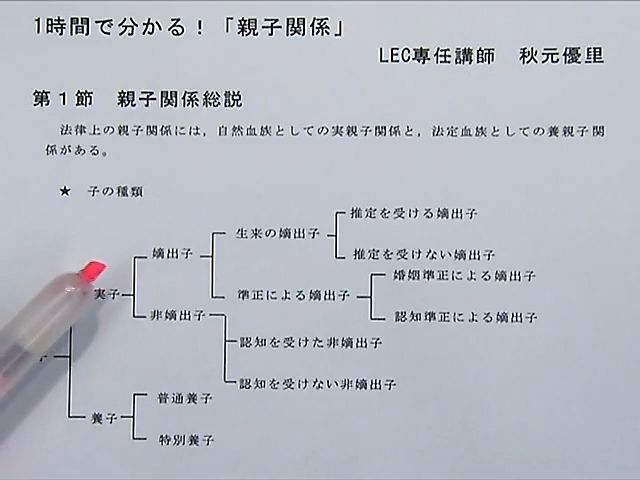 1時間で分かる！「親子関係」
LEC専任講師　秋元優里
第１節　親子関係総説
法律上の親子関係には，自然血族としての実親子関係と，法定血族としての養親子関
係がある。
★　子の種類
推定を受ける嫡出子
生来の嫡出子
嫡出子
推定を受けない嫡出子
婚姻準正による嫡出子
実子
準正による嫡出子
非嫡出子
認知準正による嫡出子
認知を受けた非嫡出子
認知を受けない非嫡出子
普通養子
養子
特別養子